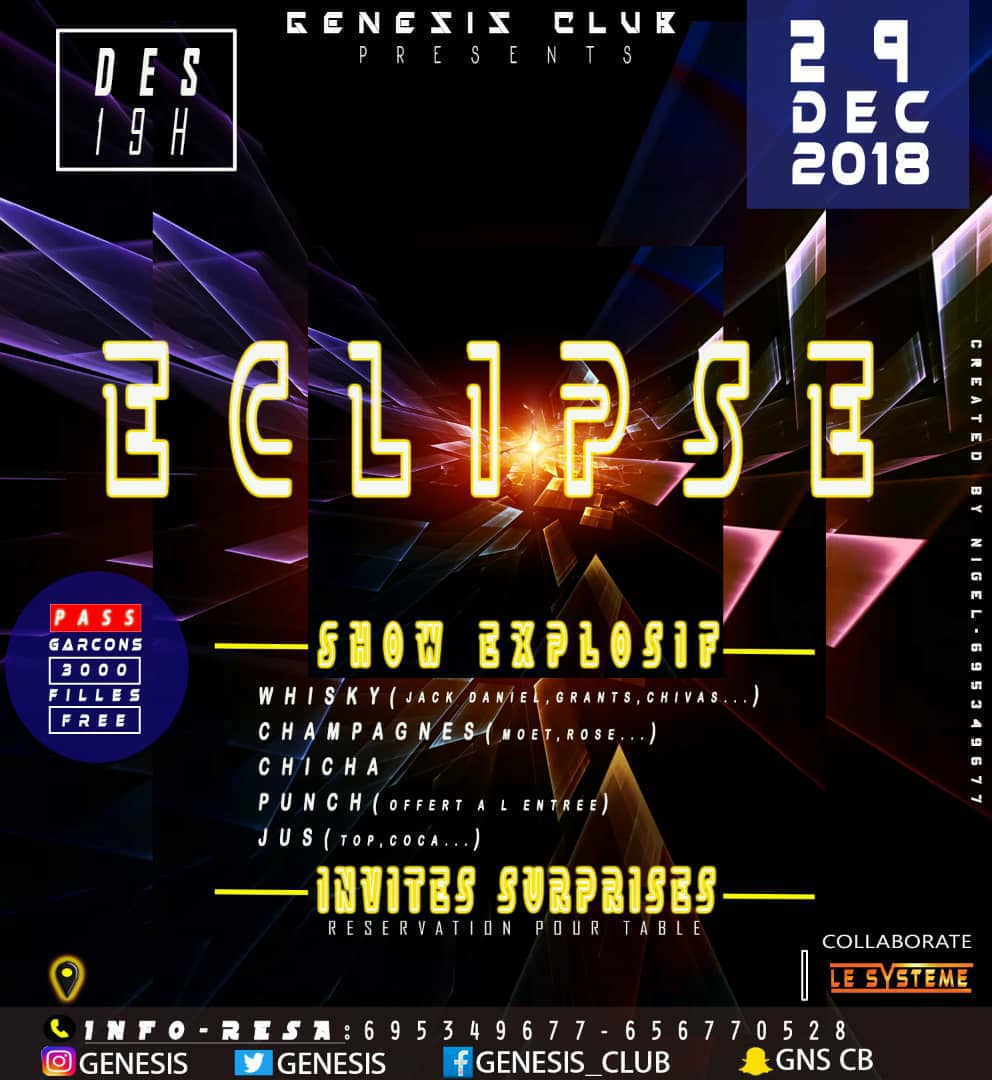 GENESIS CLUB
PRESENTS
DES
19H
29
DEC
2018
ECLIPSE
CREATED BY NIGEL-695349677
PASS
GARCONS
3000
FILLES
FREE
SHOW EXPLOSIF
WHISKY(JACK DANIEL,GRANTS,CHIVAS...)
CHAMPAGNES(MOET,ROSE...)
CHICHA
PUNCH(OFFERT A L ENTREE)
JUS(TOP,COCA...)
INVITES SURPRISES
RESERVATION POUR TABLE
COLLABORATE
LE SYSTEME
INFO-RESA:695349677-656770528
GENESIS GENESIS GENESIS_CLUB GNS CB